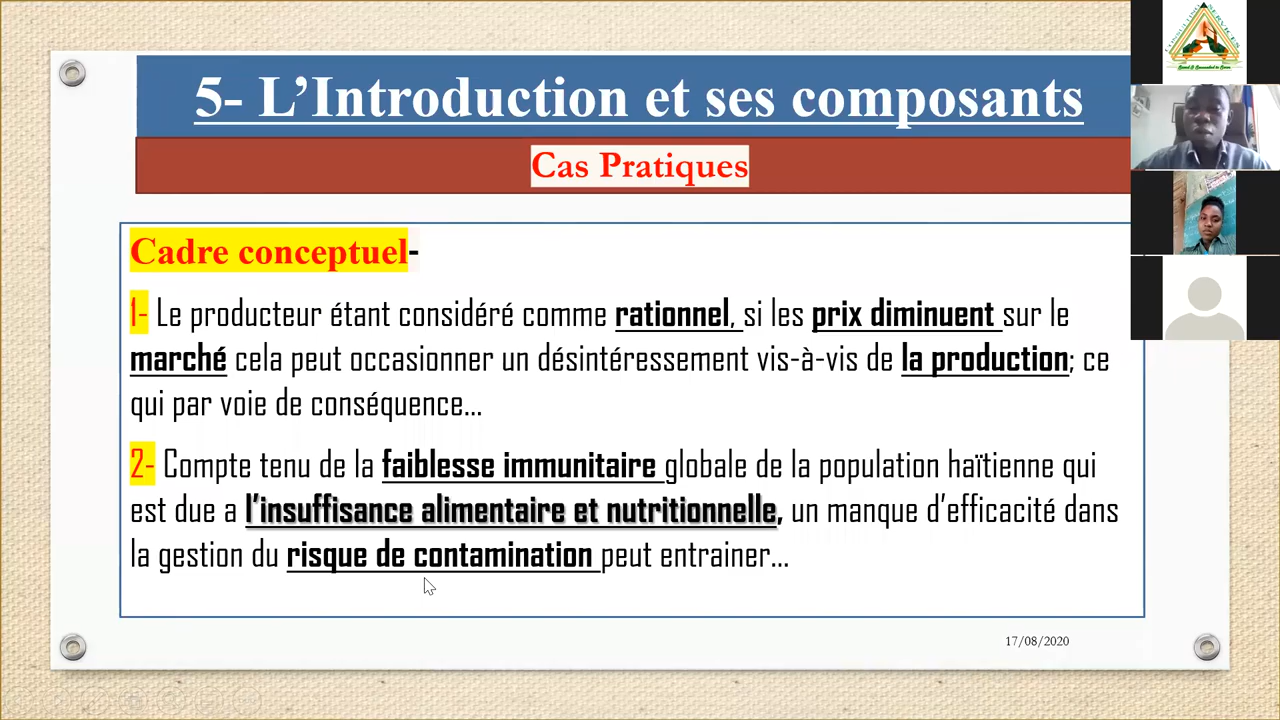 5- L’Introduction et ses composants
Cas Pratiques
Cadre conceptuel-
1- Le producteur étant considéré comme rationnel, si les prix diminuent sur le
marché cela peut occasionner un désintéressement vis-à-vis de la production; ce
qui par voie de conséquence...
2- Compte tenu de la faiblesse immunitaire globale de la population haïtienne qui
est due a l’insuffisance alimentaire et nutritionnelle, un manque d’efficacité dans
la gestion du risque de contamination peut entrainer...
17/08/2020